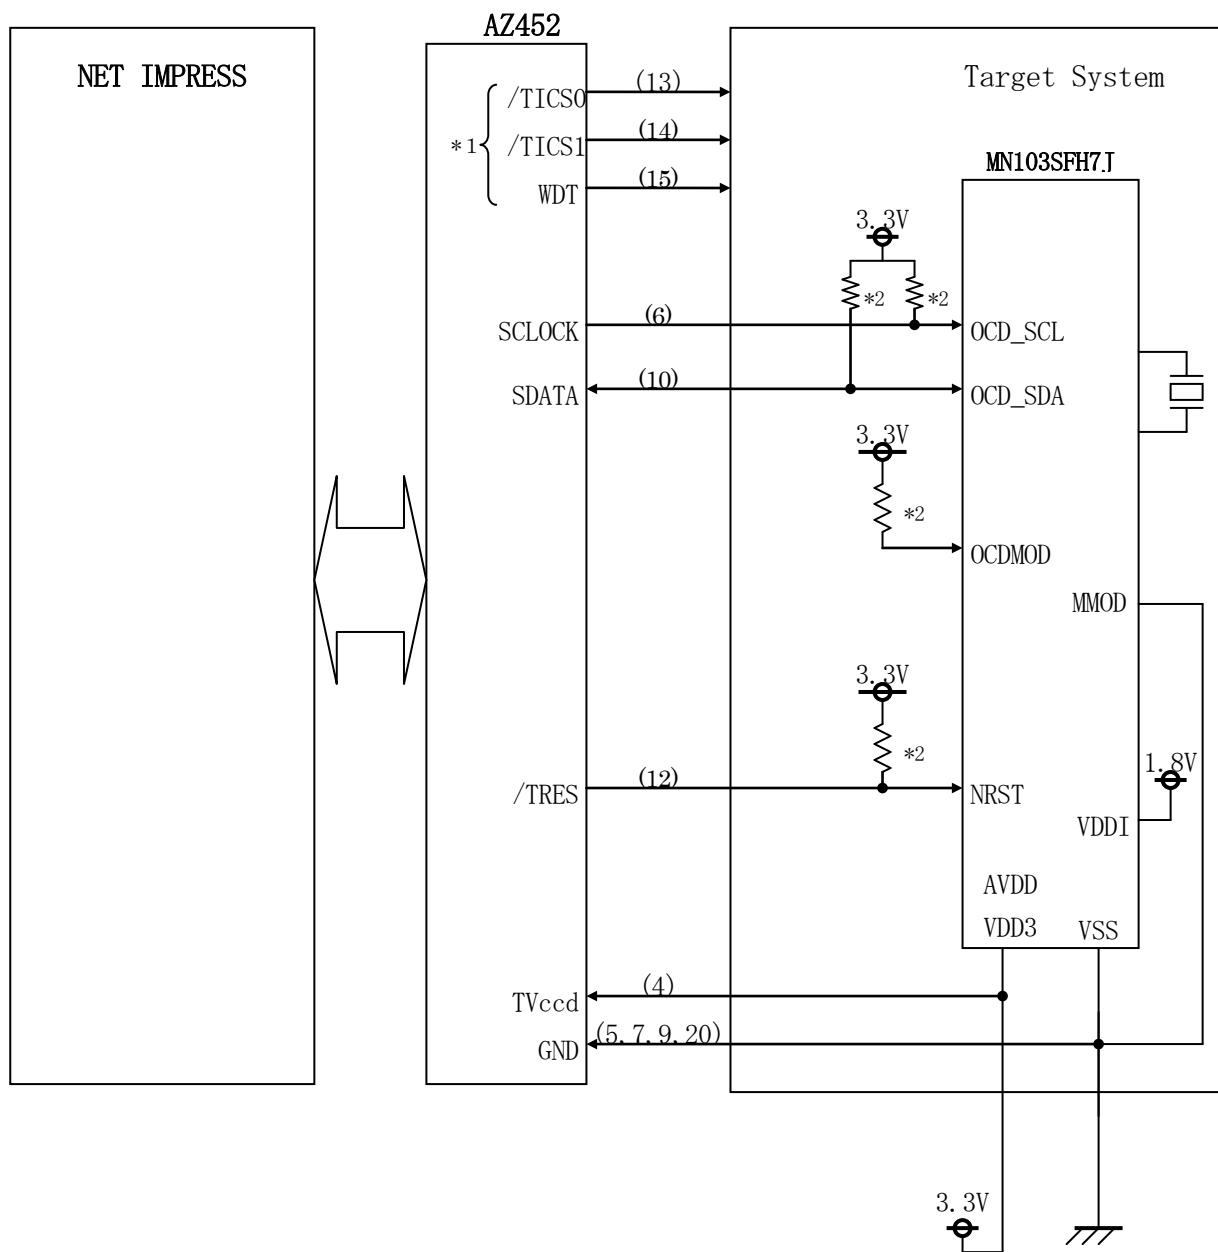 AZ452
NET IMPRESS
Target System
/TICS0
(13)
*1
/TICS1
(14)
WDT
(15)
MN103SFH7J
3.3V
*2
*2
SCLOCK
(6)
OCD_SCL
SDATA
(10)
OCD_SDA
3.3V
*2
OCDMOD
MMOD
3.3V
*2
1.8V
/TRES
(12)
NRST
VDDI
AVDD
VDD3
VSS
TVccd
(4)
GND
(5,7,9,20)
3.3V